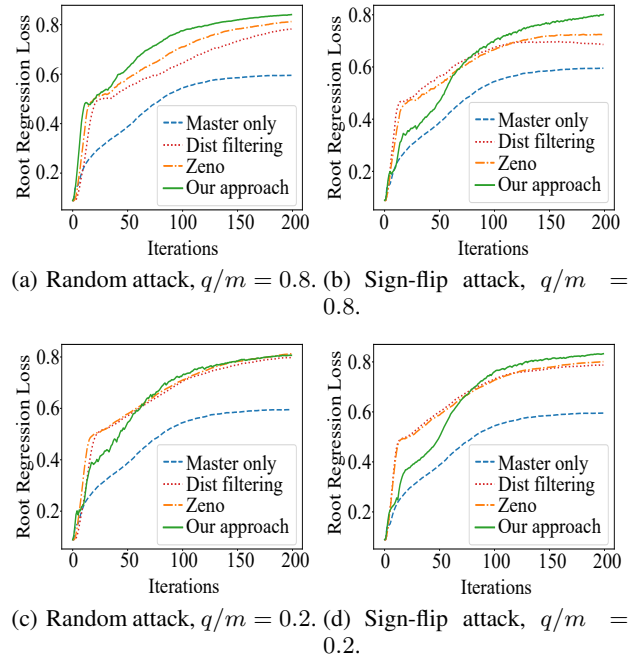 Root Regression Loss
0.8
0.6
0.4
0.2
Master only
Dist filtering
Zeno
Our approach
0 50 100 150 200
Iterations
Root Regression Loss
0.8
0.6
0.4
0.2
Master only
Dist filtering
Zeno
Our approach
0 50 100 150 200
Iterations
(a) Random attack, q/m = 0.8.
(b) Sign-flip attack, q/m =
0.8.
Root Regression Loss
0.8
0.6
0.4
0.2
Master only
Dist filtering
Zeno
Our approach
0 50 100 150 200
Iterations
Root Regression Loss
0.8
0.6
0.4
0.2
Master only
Dist filtering
Zeno
Our approach
0 50 100 150 200
Iterations
(c) Random attack, q/m = 0.2.
(d) Sign-flip attack, q/m =
0.2.